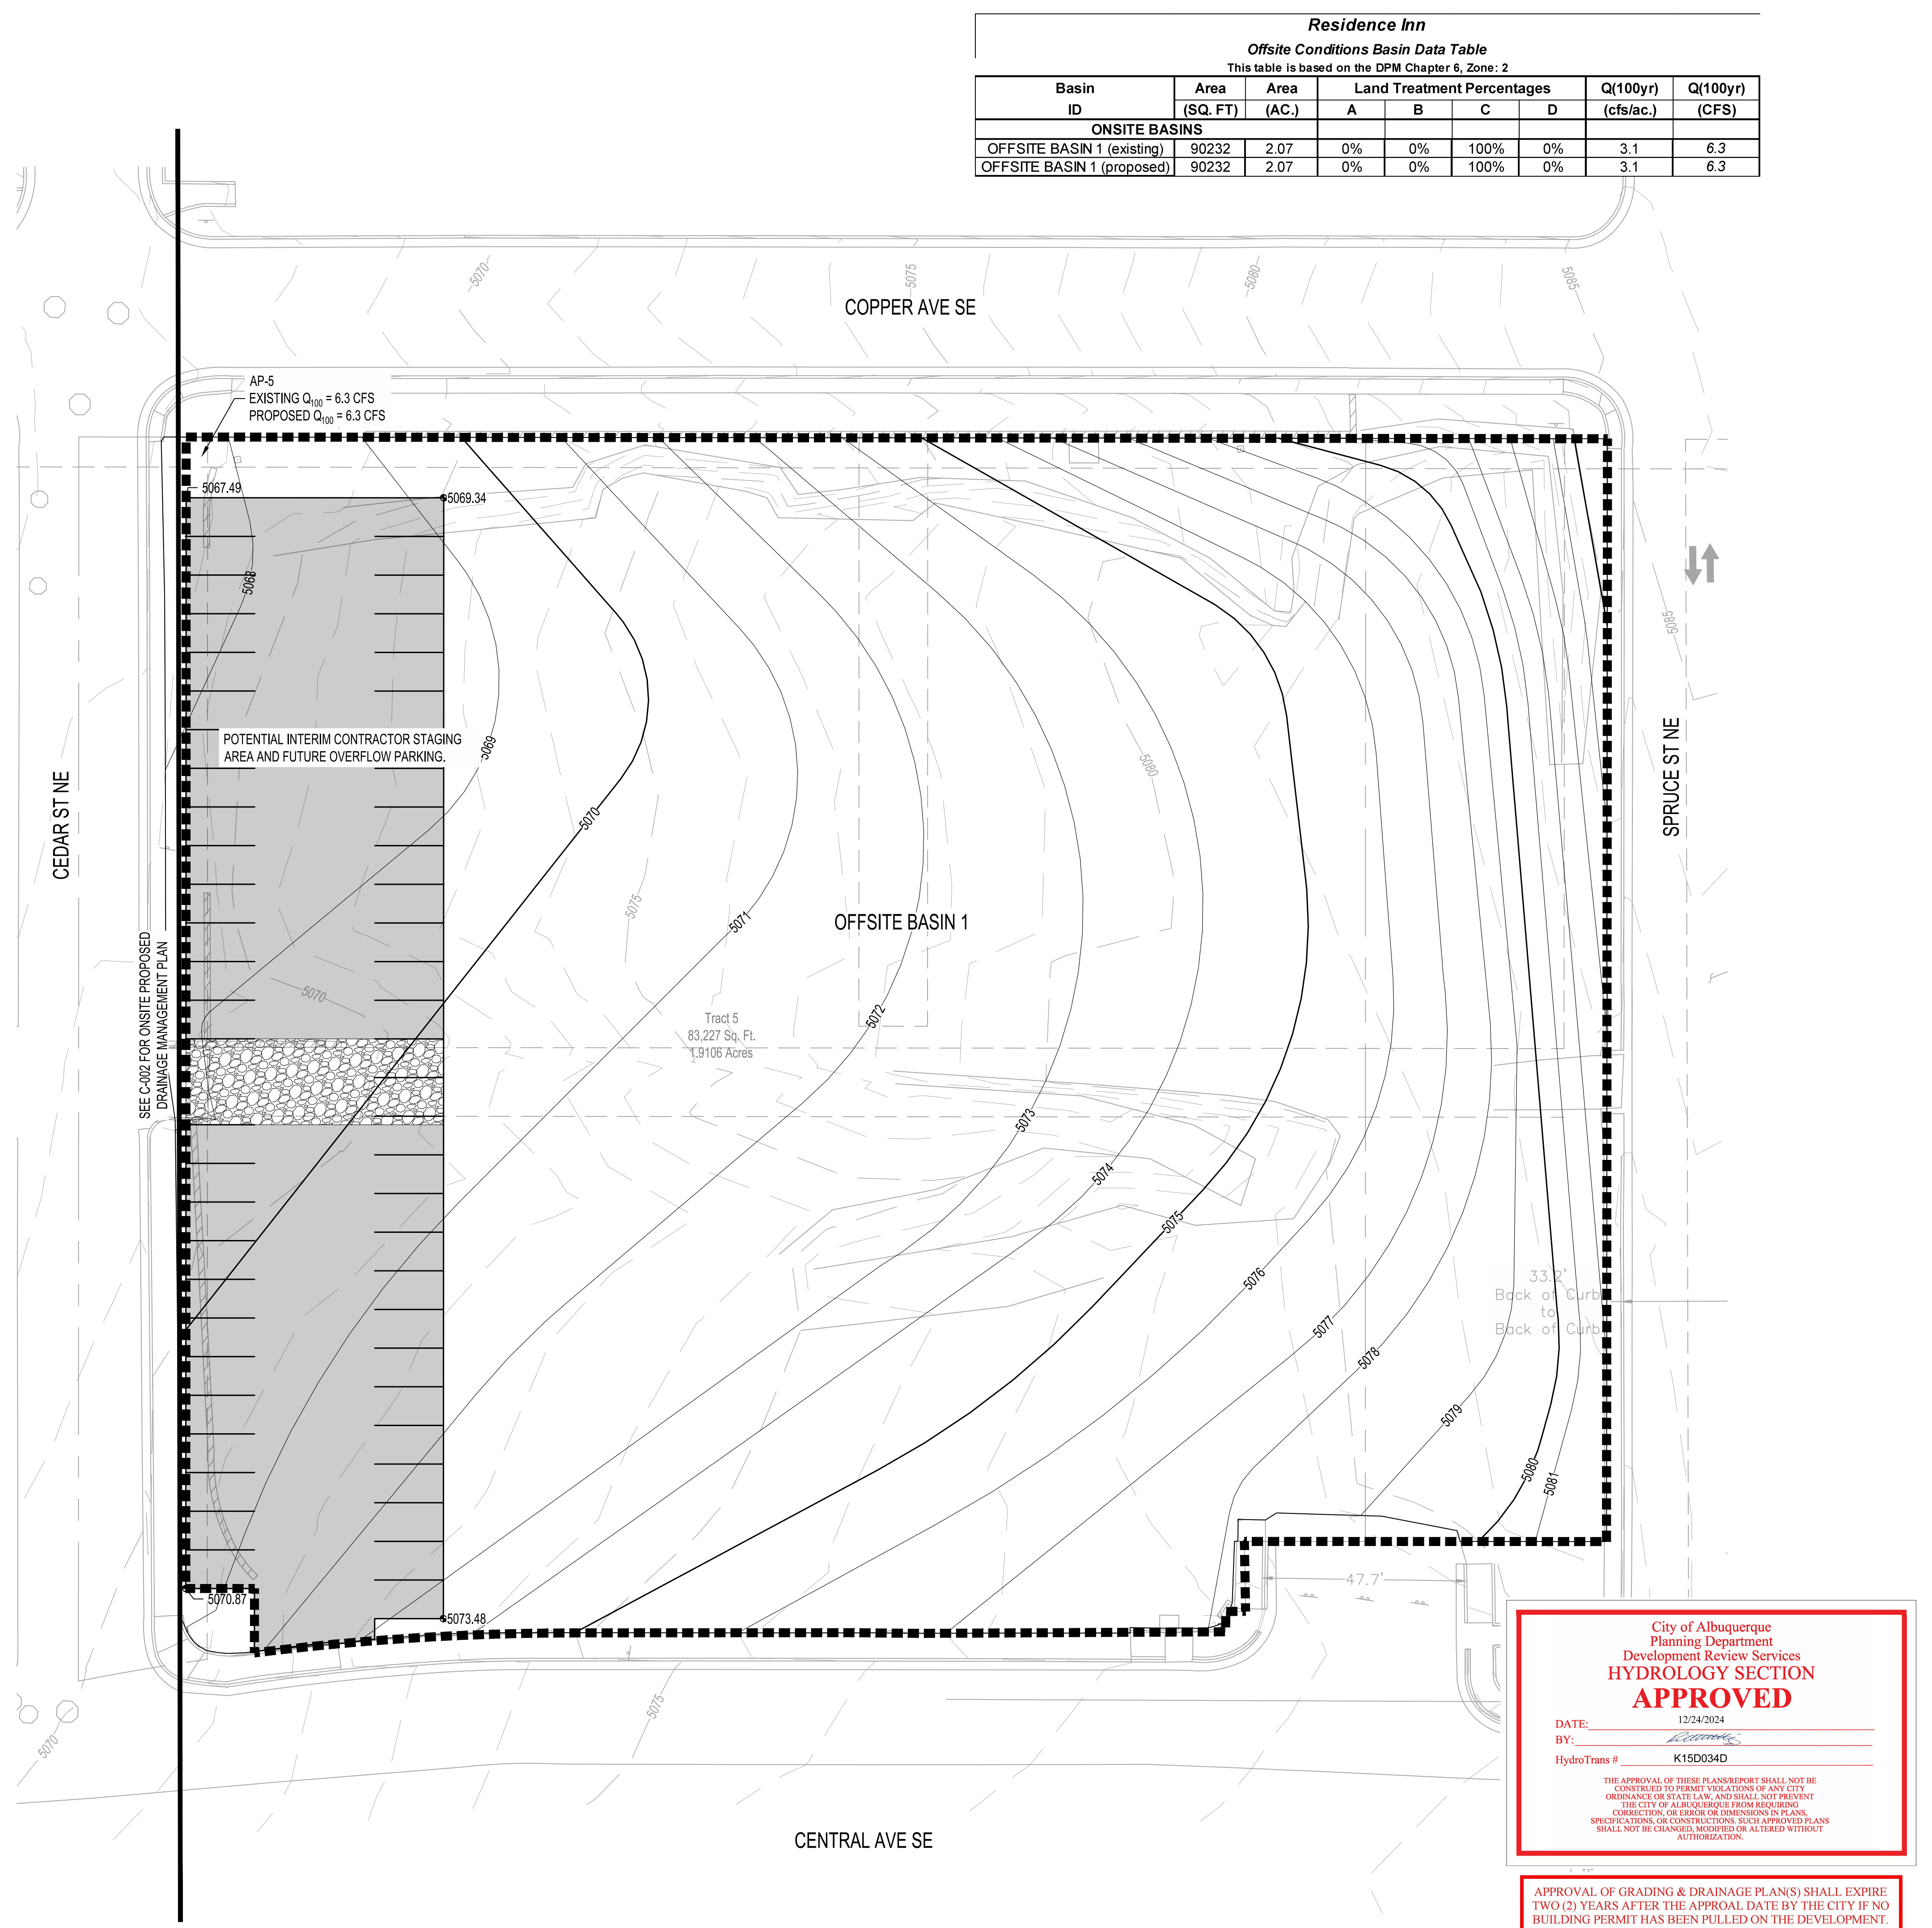 Residence Inn
Offsite Conditions Basin Data Table
This table is based on the DPM Chapter 6, Zone: 2
Basin Area Area Land Treatment Percentages Q(100yr) Q(100yr)
ID (SQ. FT) (AC.) A B C D (cfs/ac.) (CFS)
ONSITE BASINS
OFFSITE BASIN 1 (existing) 90232 2.07 0% 0% 100% 0% 3.1 6.3
OFFSITE BASIN 1 (proposed) 90232 2.07 0% 0% 100% 0% 3.1 6.3
5070
5075
5080
5085
COPPER AVE SE
AP-5
EXISTING Q100 = 6.3 CFS
PROPOSED Q100 = 6.3 CFS
5067.49
5069.34
5068
5085
POTENTIAL INTERIM CONTRACTOR STAGING
AREA AND FUTURE OVERFLOW PARKING.
5069
5080
CEDAR ST NE
SPRUCE ST NE
5070
5075
5071
OFFSITE BASIN 1
SEE C-002 FOR ONSITE PROPOSED
DRAINAGE MANAGEMENT PLAN
5070
5072
Tract 5
83,227 Sq. Ft.
1.9106 Acres
5073
5074
5075
5076
33.2'
Back of Curb
to
Back of Curb
5077
5078
5079
5080
5081
47.7'
5070.87
5073.48
5075
5070
CENTRAL AVE SE
City of Albuquerque
Planning Department
Development Review Services
HYDROLOGY SECTION
APPROVED
DATE: 12/24/2024
BY:
HydroTrans # K15D034D
THE APPROVAL OF THESE PLANS/REPORT SHALL NOT BE
CONSTRUED TO PERMIT VIOLATIONS OF ANY CITY
ORDINANCE OR STATE LAW, AND SHALL NOT PREVENT
THE CITY OF ALBUQUERQUE FROM REQUIRING
CORRECTION, OR ERROR OR DIMENSIONS IN PLANS,
SPECIFICATIONS, OR CONSTRUCTIONS. SUCH APPROVED PLANS
SHALL NOT BE CHANGED, MODIFIED OR ALTERED WITHOUT
AUTHORIZATION.
APPROVAL OF GRADING & DRAINAGE PLAN(S) SHALL EXPIRE
TWO (2) YEARS AFTER THE APPROAL DATE BY THE CITY IF NO
BUILDING PERMIT HAS BEEN PULLED ON THE DEVELOPMENT.